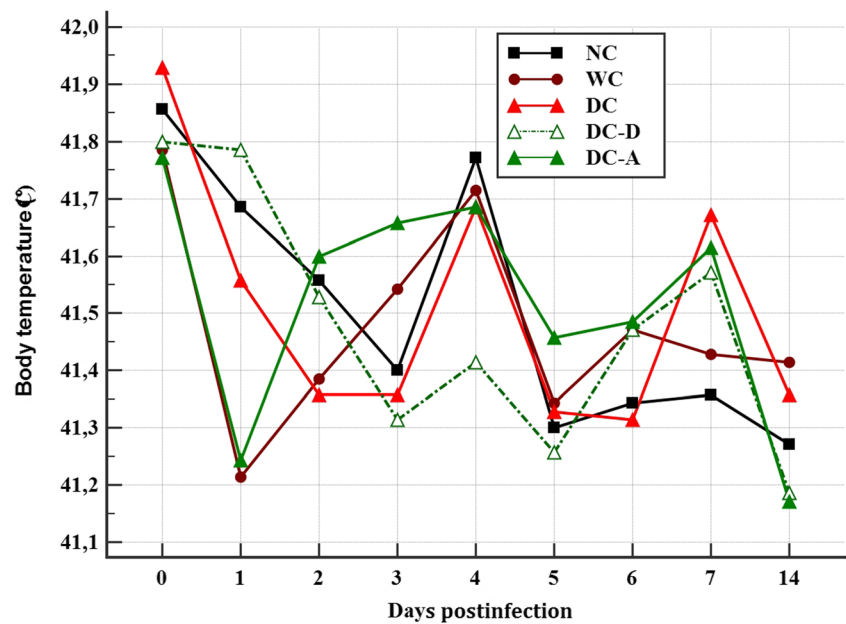 42,0
41,9
41,8
41,7
41,6
41,5
41,4
41,3
41,2
41,1
Body temperature (C°)
NC
WC
DC
DC-D
DC-A
0 1 2 3 4 5 6 7 14
Days postinfection